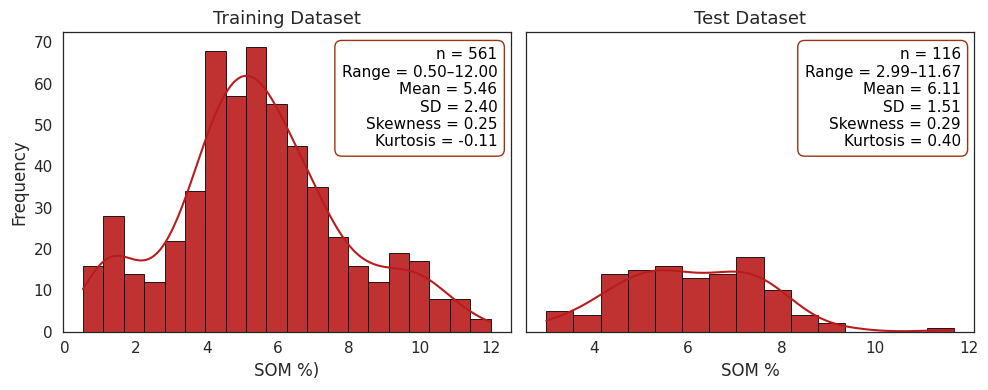 Training Dataset
Test Dataset
Frequency
70
60
50
40
30
20
10
0
n = 561
Range = 0.50–12.00
Mean = 5.46
SD = 2.40
Skewness = 0.25
Kurtosis = -0.11
n = 116
Range = 2.99–11.67
Mean = 6.11
SD = 1.51
Skewness = 0.29
Kurtosis = 0.40
0 2 4 6 8 10 12
4 6 8 10 12
SOM %)
SOM %